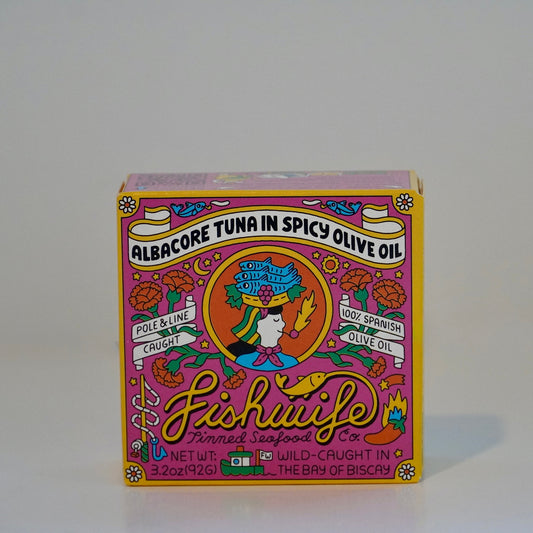 ALBACORE TUNA IN SPICY OLIVE OIL
POLE & LINE
CAUGHT
100% SPANISH
OLIVE OIL
fishwife
Tinned Seafood Co.
NET WT:
3.2oz(92G)
FW
WILD-CAUGHT IN
THE BAY OF BISCAY